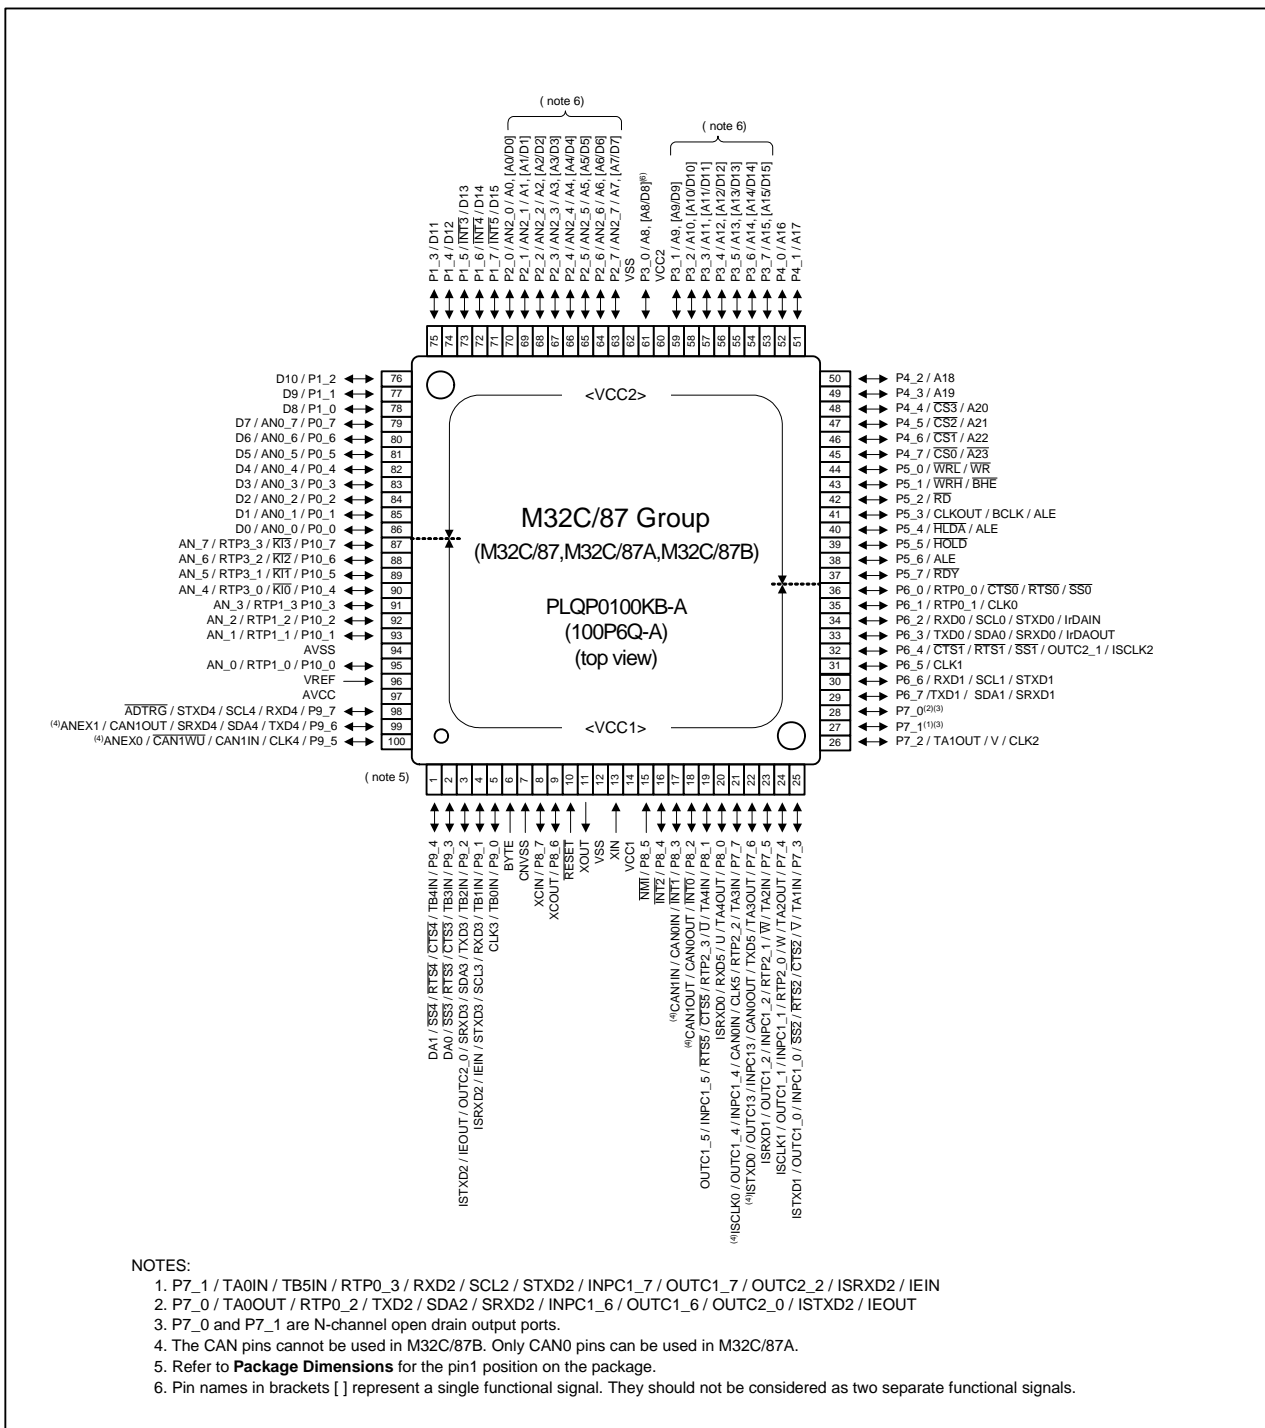 ( note 6)
( note 6)
P1_3 / D11
P1_4 / D12
P1_5 / INT3 / D13
P1_6 / INT4 / D14
P1_7 / INT5 / D15
P2_0 / AN2_0 / A0, [A0/D0]
P2_1 / AN2_1 / A1, [A1/D1]
P2_2 / AN2_2 / A2, [A2/D2]
P2_3 / AN2_3 / A3, [A3/D3]
P2_4 / AN2_4 / A4, [A4/D4]
P2_5 / AN2_5 / A5, [A5/D5]
P2_6 / AN2_6 / A6, [A6/D6]
P2_7 / AN2_7 / A7, [A7/D7]
VSS
P3_0 / A8, [A8/D8](6)
VCC2
P3_1 / A9, [A9/D9]
P3_2 / A10, [A10/D10]
P3_3 / A11, [A11/D11]
P3_4 / A12, [A12/D12]
P3_5 / A13, [A13/D13]
P3_6 / A14, [A14/D14]
P3_7 / A15, [A15/D15]
P4_0 / A16
P4_1 / A17
75 74 73 72 71 70 69 68 67 66 65 64 63 62 61 60 59 58 57 56 55 54 53 52 51
D10 / P1_2 76
D9 / P1_1 77
D8 / P1_0 78
D7 / AN0_7 / P0_7 79
D6 / AN0_6 / P0_6 80
D5 / AN0_5 / P0_5 81
D4 / AN0_4 / P0_4 82
D3 / AN0_3 / P0_3 83
D2 / AN0_2 / P0_2 84
D1 / AN0_1 / P0_1 85
D0 / AN0_0 / P0_0 86
AN_7 / RTP3_3 / KI3 / P10_7 87
AN_6 / RTP3_2 / KI2 / P10_6 88
AN_5 / RTP3_1 / KI1 / P10_5 89
AN_4 / RTP3_0 / KI0 / P10_4 90
AN_3 / RTP1_3 P10_3 91
AN_2 / RTP1_2 / P10_2 92
AN_1 / RTP1_1 / P10_1 93
AVSS 94
AN_0 / RTP1_0 / P10_0 95
VREF 96
AVCC 97
ADTRG / STXD4 / SCL4 / RXD4 / P9_7 98
(4)ANEX1 / CAN1OUT / SRXD4 / SDA4 / TXD4 / P9_6 99
(4)ANEX0 / CAN1WU / CAN1IN / CLK4 / P9_5 100
<VCC2>
M32C/87 Group
(M32C/87,M32C/87A,M32C/87B)
PLQP0100KB-A
(100P6Q-A)
(top view)
<VCC1>
50 P4_2 / A18
49 P4_3 / A19
48 P4_4 / CS3 / A20
47 P4_5 / CS2 / A21
46 P4_6 / CS1 / A22
45 P4_7 / CS0 / A23
44 P5_0 / WRL / WR
43 P5_1 / WRH / BHE
42 P5_2 / RD
41 P5_3 / CLKOUT / BCLK / ALE
40 P5_4 / HLDA / ALE
39 P5_5 / HOLD
38 P5_6 / ALE
37 P5_7 / RDY
36 P6_0 / RTP0_0 / CTS0 / RTS0 / SS0
35 P6_1 / RTP0_1 / CLK0
34 P6_2 / RXD0 / SCL0 / STXD0 / IrDAIN
33 P6_3 / TXD0 / SDA0 / SRXD0 / IrDAOUT
32 P6_4 / CTS1 / RTS1 / SS1 / OUTC2_1 / ISCLK2
31 P6_5 / CLK1
30 P6_6 / RXD1 / SCL1 / STXD1
29 P6_7 /TXD1 / SDA1 / SRXD1
28 P7_0(2)(3)
27 P7_1(1)(3)
26 P7_2 / TA1OUT / V / CLK2
( note 5)
1 2 3 4 5 6 7 8 9 10 11 12 13 14 15 16 17 18 19 20 21 22 23 24 25
DA1 / SS4 / RTS4 / CTS4 / TB4IN / P9_4
DA0 / SS3 / RTS3 / CTS3 / TB3IN / P9_3
ISTXD2 / IEOUT / OUTC2_0 / SRXD3 / SDA3 / TXD3 / TB2IN / P9_2
ISRXD2 / IEIN / STXD3 / SCL3 / RXD3 / TB1IN / P9_1
CLK3 / TB0IN / P9_0
BYTE
CNVSS
XCIN / P8_7
XCOUT / P8_6
RESET
XOUT
VSS
XIN
VCC1
NMI / P8_5
INT2 / P8_4
(4)CAN1IN / CAN0IN / INT1 / P8_3
(4)CAN1OUT / CAN0OUT / INT0 / P8_2
OUTC1_5 / INPC1_5 / RTS5 / CTS5 / RTP2_3 / U / TA4IN / P8_1
ISRXD0 / RXD5 / U / TA4OUT / P8_0
(4)ISCLK0 / OUTC1_4 / INPC1_4 / CAN0IN / CLK5 / RTP2_2 / TA3IN / P7_7
(4)ISTXD0 / OUTC13 / INPC13 / CAN0OUT / TXD5 / TA3OUT / P7_6
ISRXD1 / OUTC1_2 / INPC1_2 / RTP2_1 / W / TA2IN / P7_5
ISCLK1 / OUTC1_1 / INPC1_1 / RTP2_0 / W / TA2OUT / P7_4
ISTXD1 / OUTC1_0 / INPC1_0 / SS2 / RTS2 / CTS2 / V / TA1IN / P7_3
NOTES:
1. P7_1 / TA0IN / TB5IN / RTP0_3 / RXD2 / SCL2 / STXD2 / INPC1_7 / OUTC1_7 / OUTC2_2 / ISRXD2 / IEIN
2. P7_0 / TA0OUT / RTP0_2 / TXD2 / SDA2 / SRXD2 / INPC1_6 / OUTC1_6 / OUTC2_0 / ISTXD2 / IEOUT
3. P7_0 and P7_1 are N-channel open drain output ports.
4. The CAN pins cannot be used in M32C/87B. Only CAN0 pins can be used in M32C/87A.
5. Refer to Package Dimensions for the pin1 position on the package.
6. Pin names in brackets [ ] represent a single functional signal. They should not be considered as two separate functional signals.